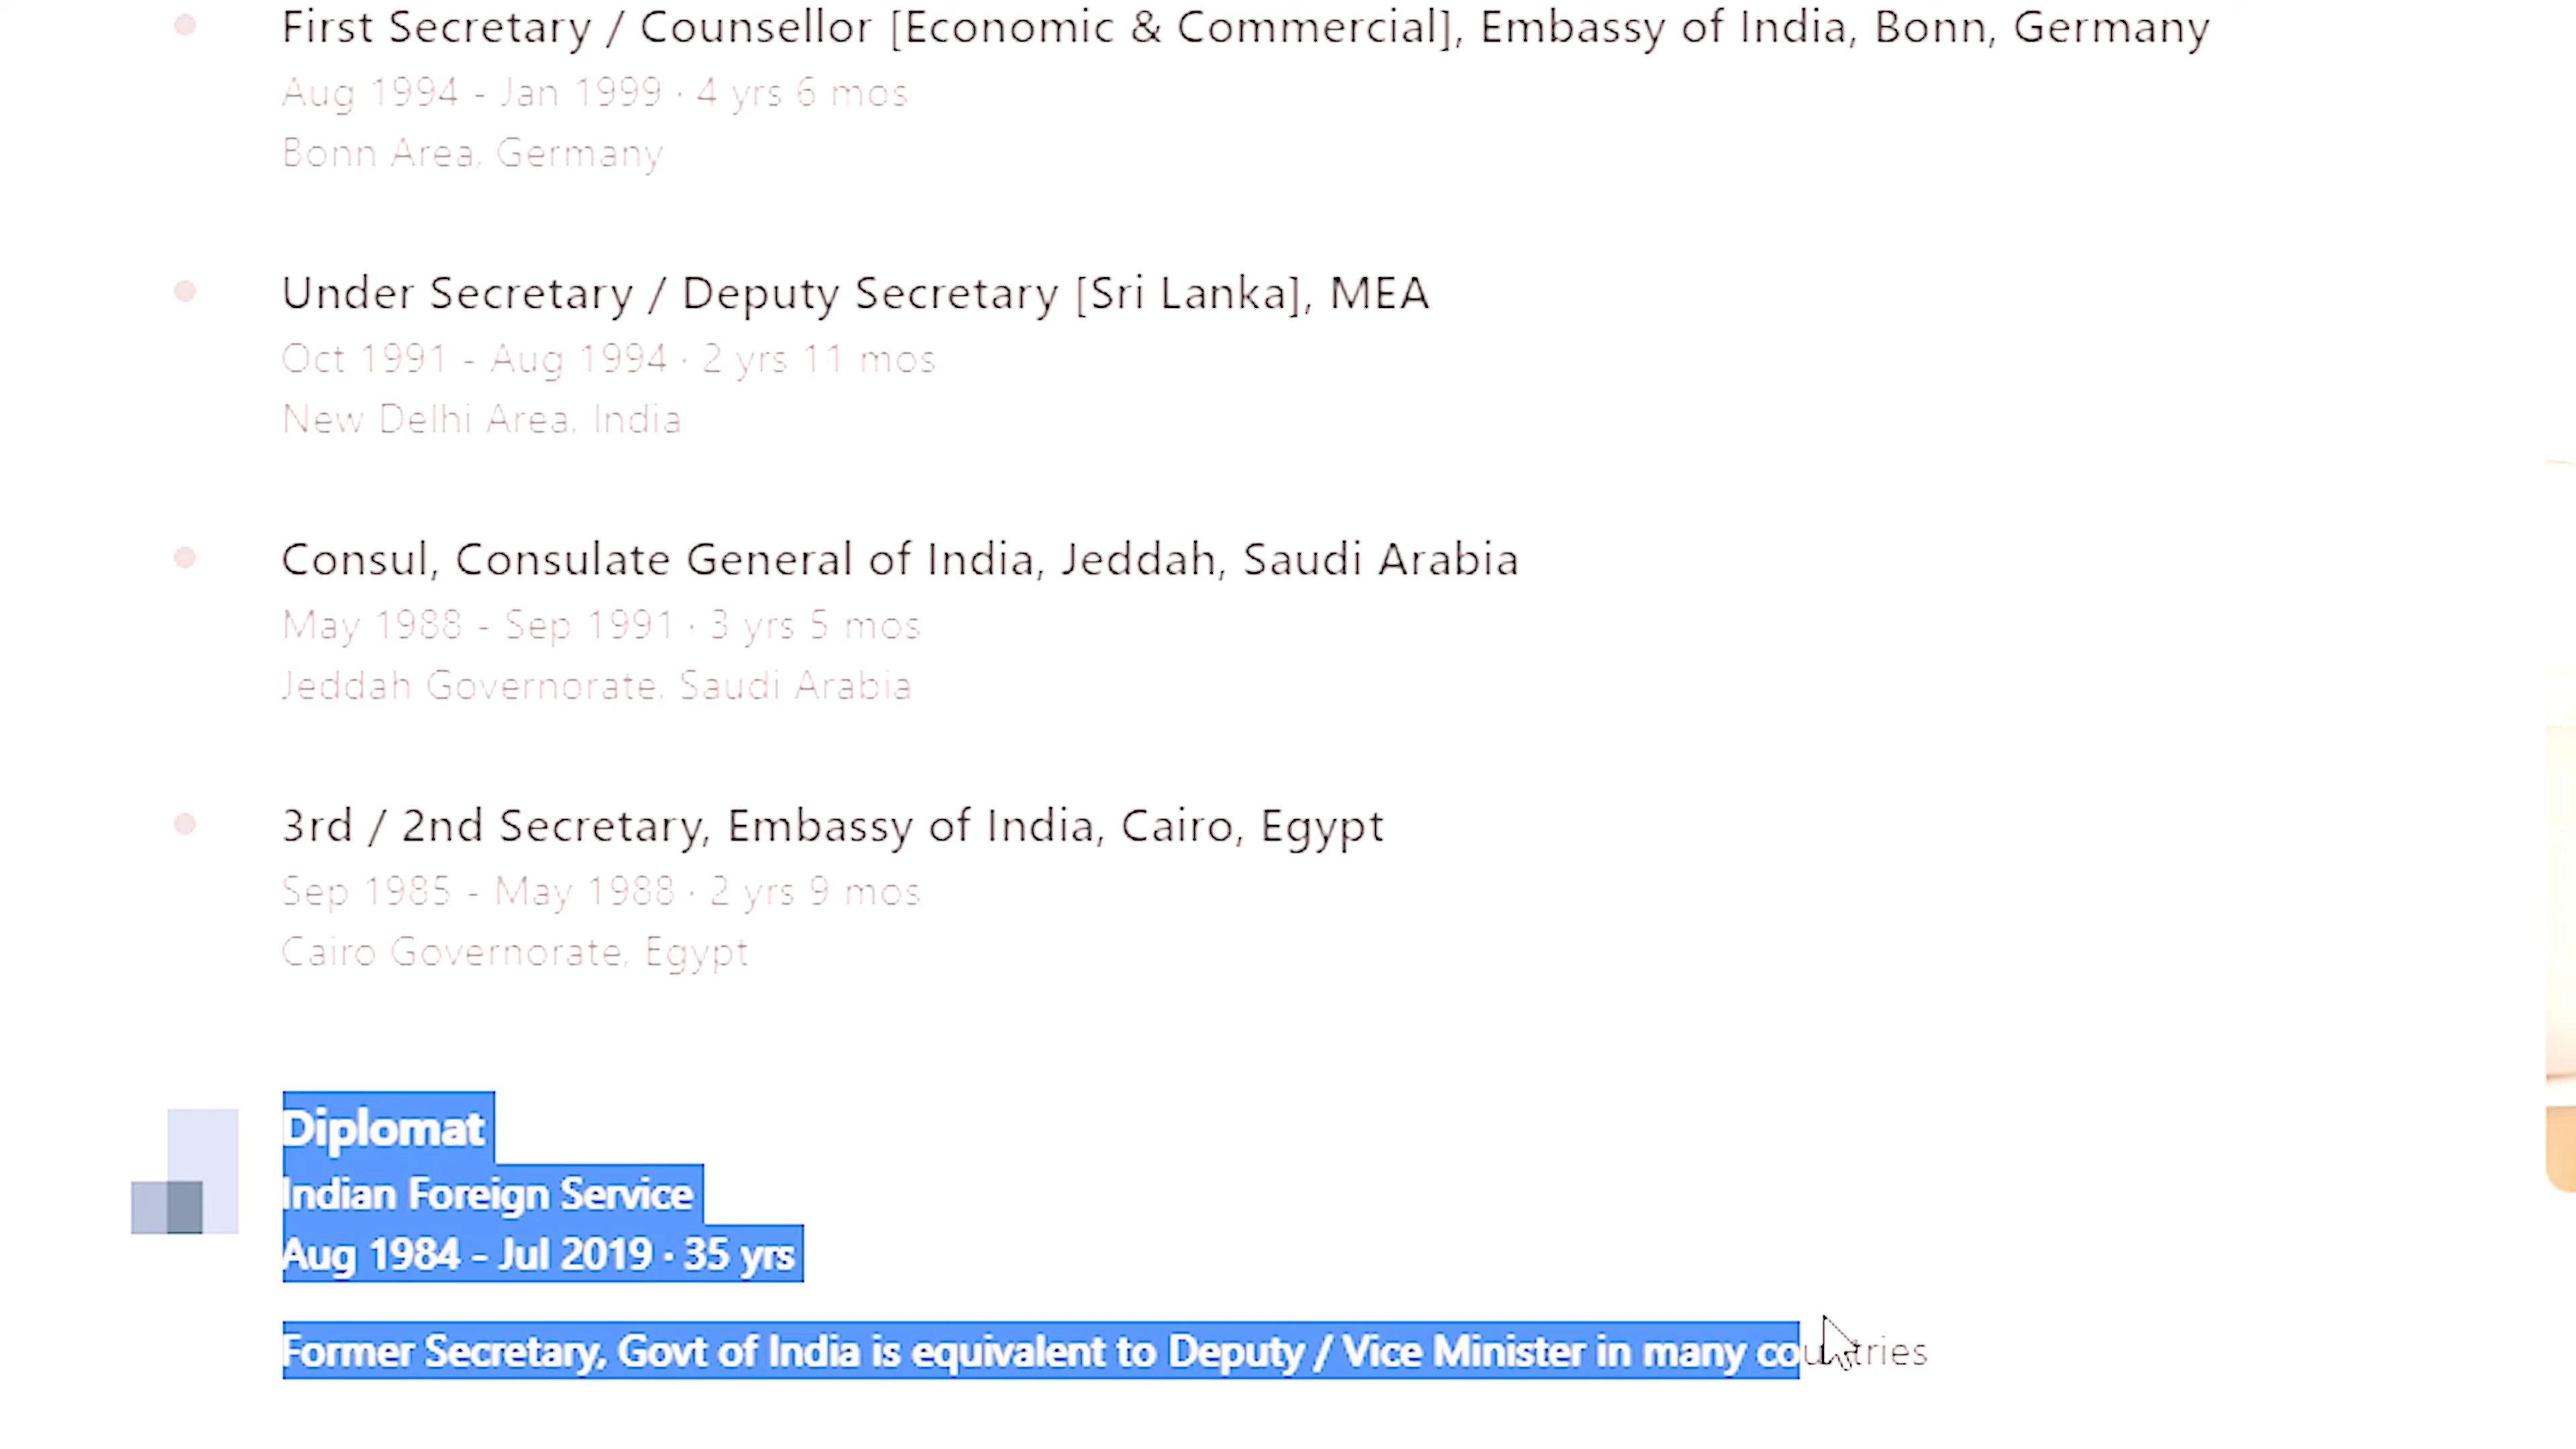 First Secretary / Counsellor [Economic & Commercial], Embassy of India, Bonn, Germany
Aug 1994 - Jan 1999 · 4 yrs 6 mos
Bonn Area, Germany
Under Secretary / Deputy Secretary [Sri Lanka], MEA
Oct 1991 - Aug 1994 · 2 yrs 11 mos
New Delhi Area, India
Consul, Consulate General of India, Jeddah, Saudi Arabia
May 1988 - Sep 1991 · 3 yrs 5 mos
Jeddah Governorate, Saudi Arabia
3rd / 2nd Secretary, Embassy of India, Cairo, Egypt
Sep 1985 - May 1988 · 2 yrs 9 mos
Cairo Governorate, Egypt
Diplomat
Indian Foreign Service
Aug 1984 - Jul 2019 · 35 yrs
Former Secretary, Govt of India is equivalent to Deputy / Vice Minister in many countries